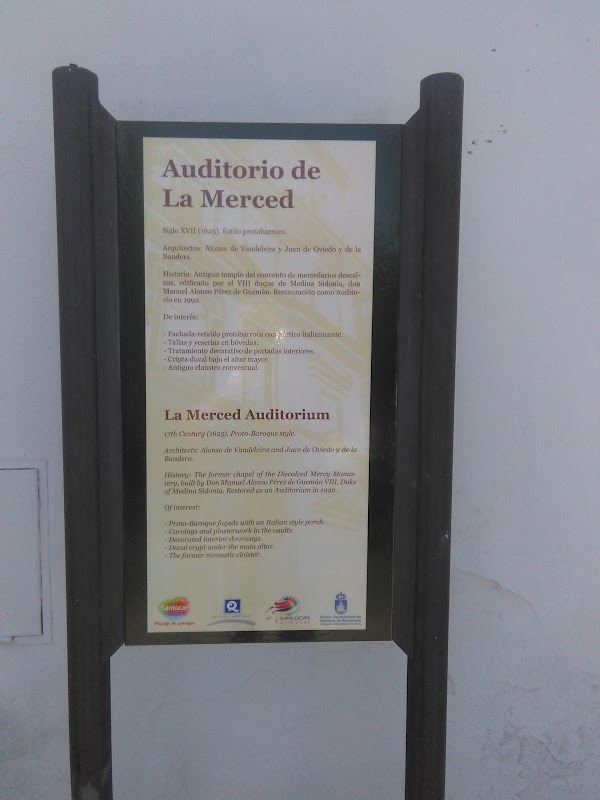 Auditorio de
La Merced
Siglo XVII (1625). Estilo protobarroco.
Arquitectos: Alonso de Vandelvira y Juan de Oviedo y de la
Bandera.
Historia: Antiguo templo del convento de mercedarios descal-
zos, edificado por el VIII duque de Medina Sidonia, don
Manuel Alonso Pérez de Guzmán. Restauración como Audito-
rio en 1992.
De interés:
- Fachada-retablo protobarroca con pórtico italianizante.
- Tallas y yeserías en bóvedas.
- Tratamiento decorativo de portadas interiores.
- Cripta ducal bajo el altar mayor.
- Antiguo claustro conventual.
La Merced Auditorium
17th Century (1625). Proto-Baroque style.
Architects: Alonso de Vandelvira and Juan de Oviedo y de la
Bandera.
History: The former chapel of the Discalced Mercy Monas-
tery, built by Don Manuel Alonso Pérez de Guzmán VIII, Duke
of Medina Sidonia. Restored as an Auditorium in 1992.
Of interest:
- Proto-Baroque façade with an Italian style porch.
- Carvings and plasterwork in the vaults.
- Decorated interior doorways.
- Ducal crypt under the main altar.
- The former monastic cloister.
Sanlúcar
Paisaje de paisajes
SANLUCAR